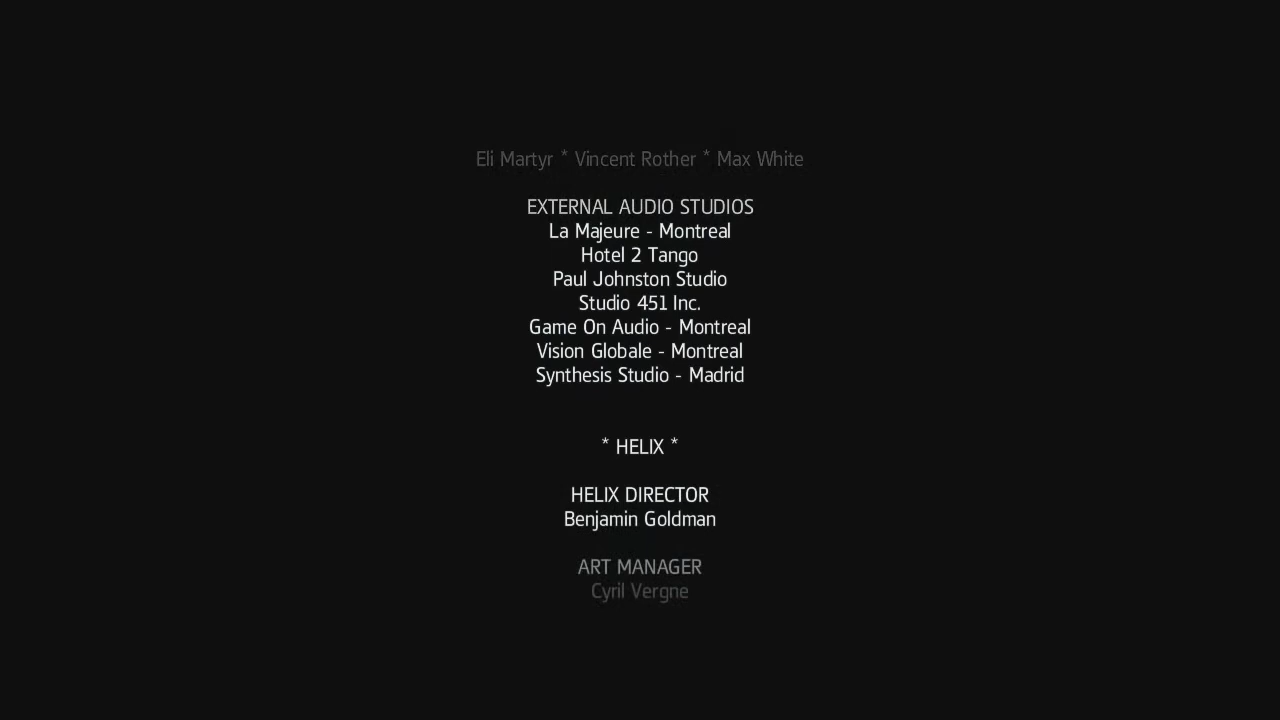 Eli Martyr * Vincent Rother * Max White
EXTERNAL AUDIO STUDIOS
La Majeure - Montreal
Hotel 2 Tango
Paul Johnston Studio
Studio 451 Inc.
Game On Audio - Montreal
Vision Globale - Montreal
Synthesis Studio - Madrid
* HELIX *
HELIX DIRECTOR
Benjamin Goldman
ART MANAGER
Cyril Vergne